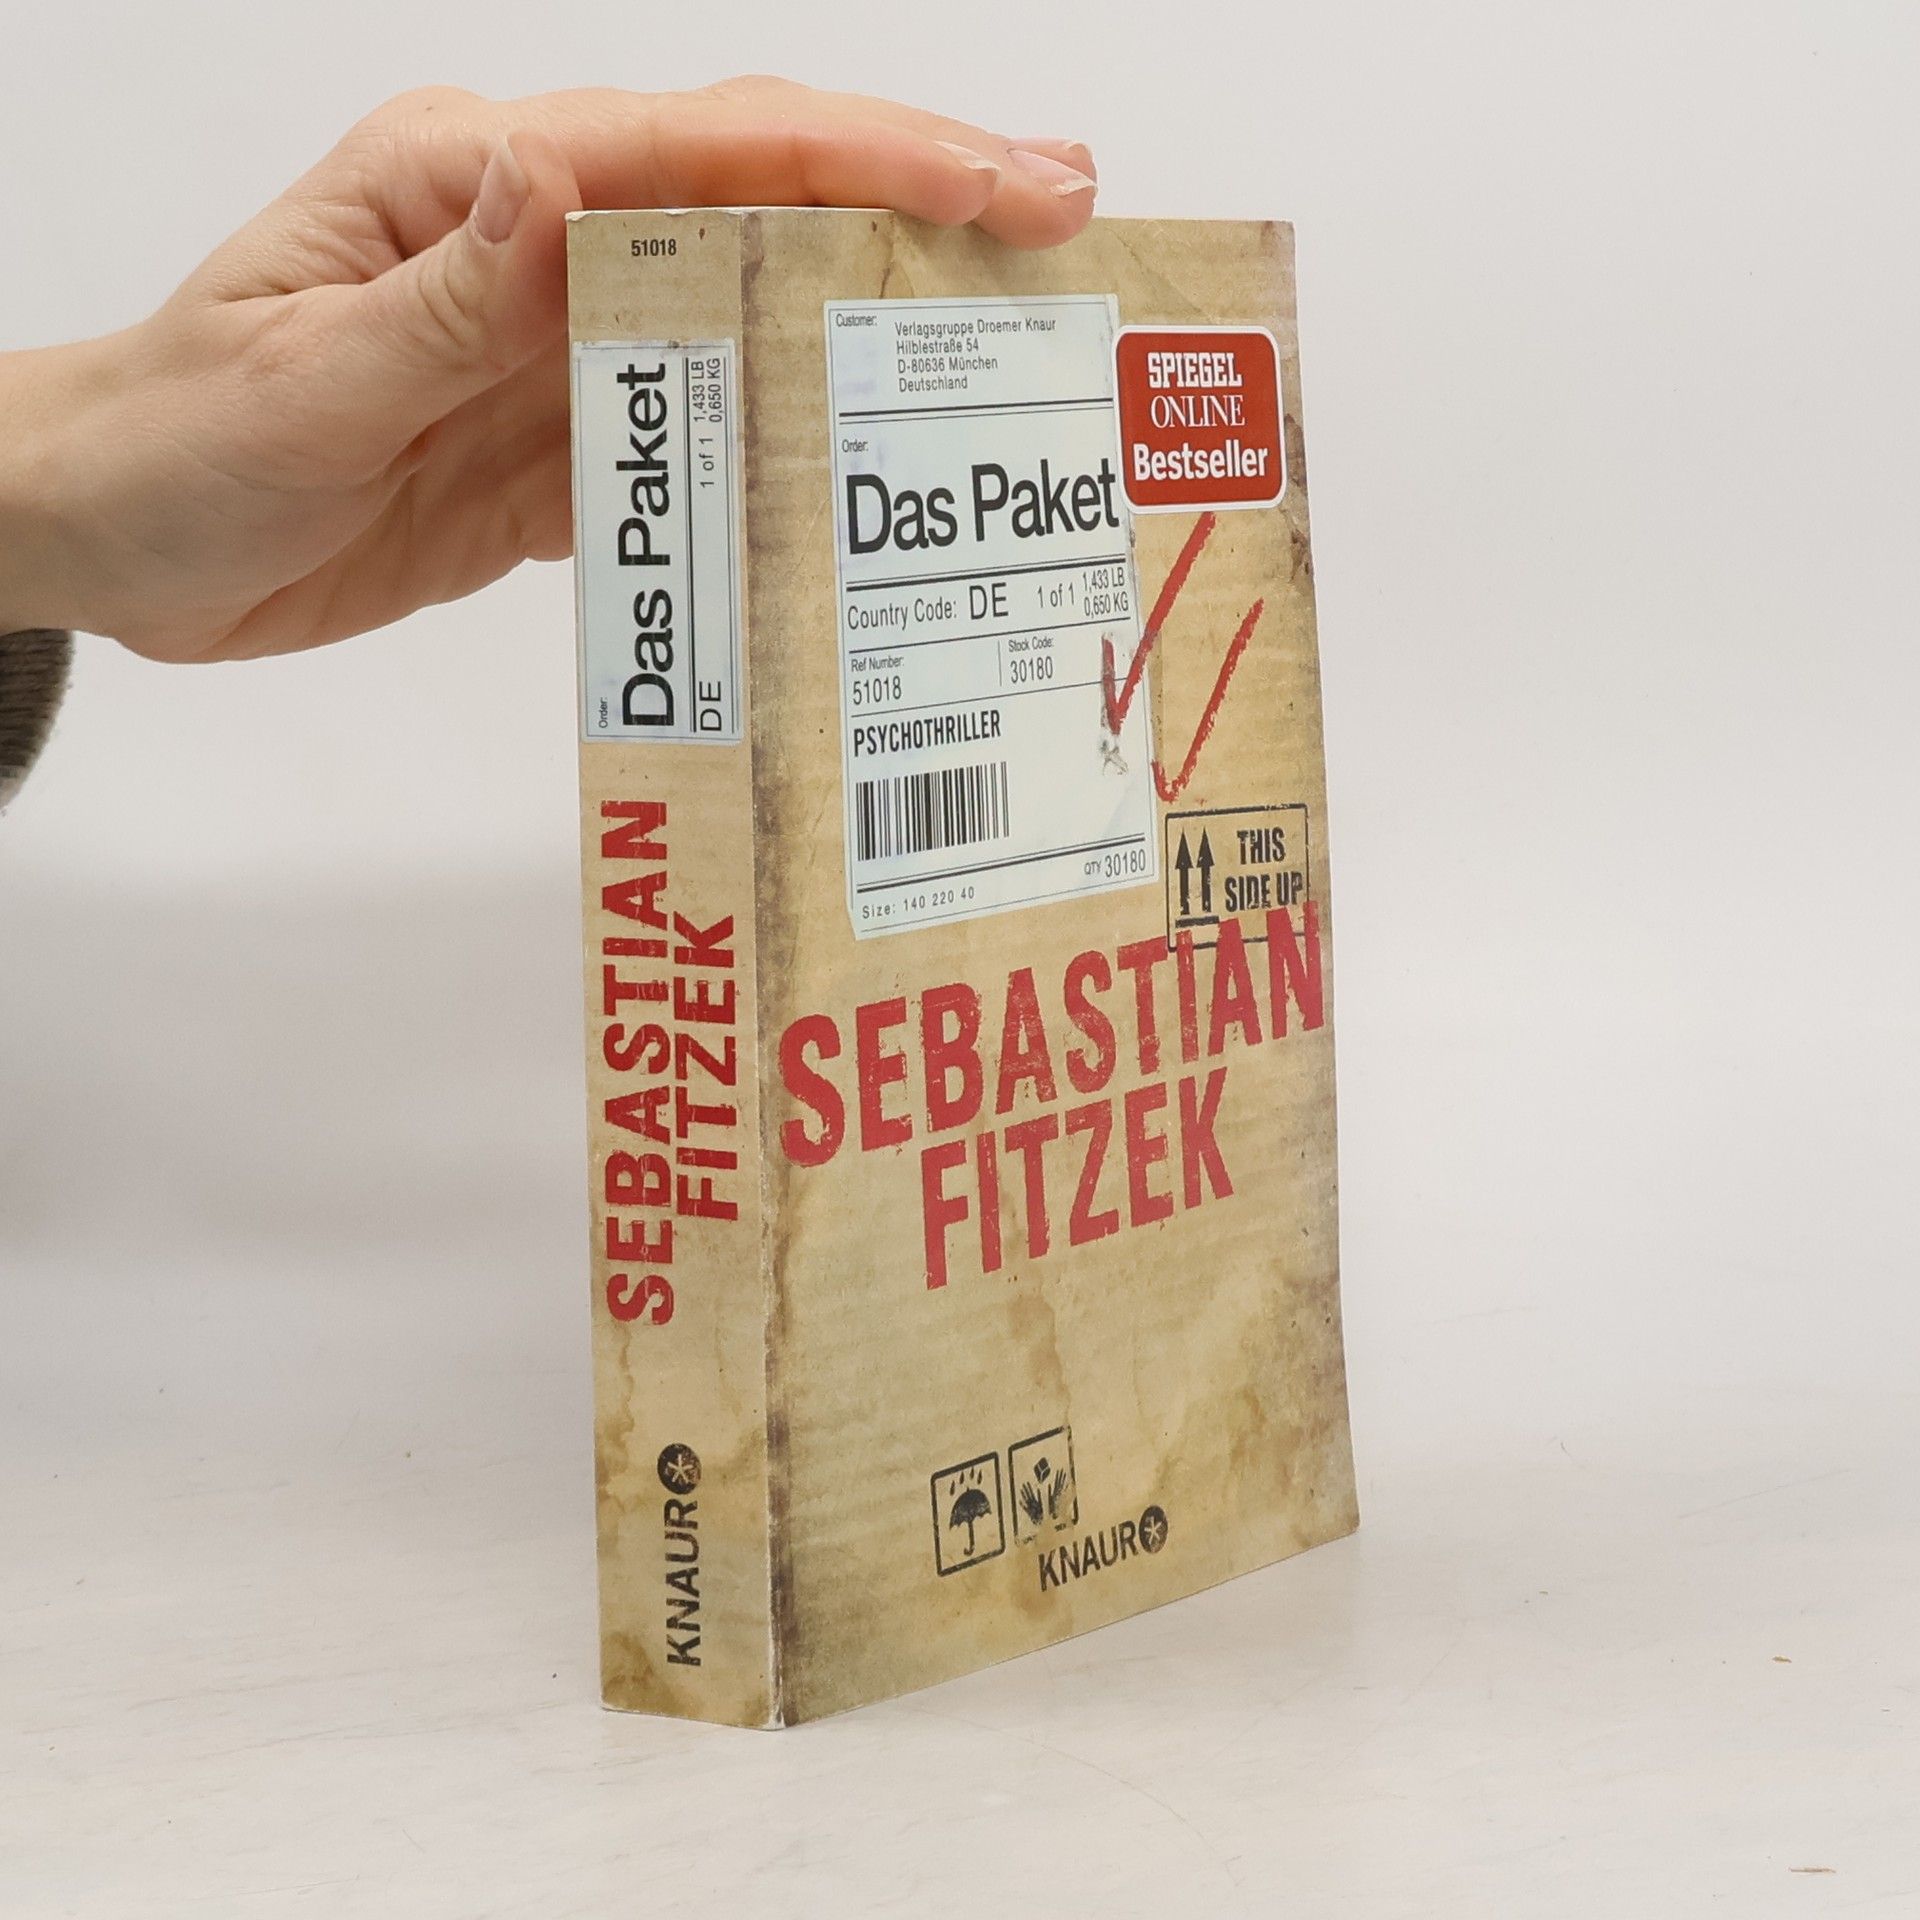 51018
Order:
Das Paket
DE
1 of 1
1,433 LB
0,650 KG
SEBASTIAN
FITZEK
KNAUR
Customer:
Verlagsgruppe Droemer Knaur
Hilblestraße 54
D-80636 München
Deutschland
SPIEGEL
ONLINE
Bestseller
Order:
Das Paket
Country Code: DE 1 of 1 1,433 LB
0,650 KG
Ref Number:
51018
Stock Code:
30180
PSYCHOTHRILLER
QTY 30180
Size: 140 220 40
THIS
SIDE UP
SEBASTIAN
FITZEK
KNAUR